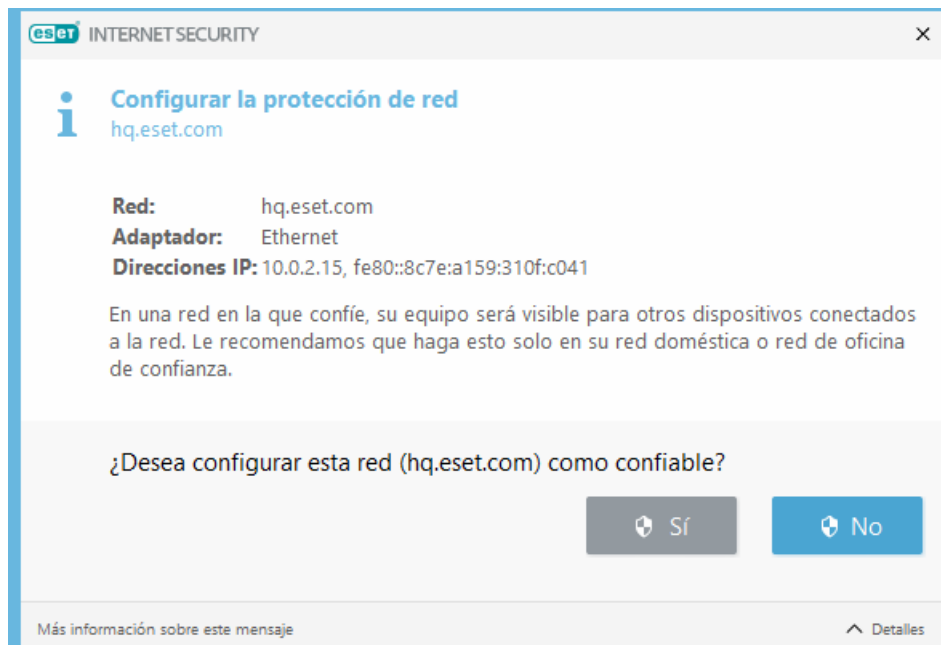 eset INTERNET SECURITY
Configurar la protección de red
hq.eset.com
Red: hq.eset.com
Adaptador: Ethernet
Direcciones IP: 10.0.2.15, fe80::8c7e:a159:310f:c041
En una red en la que confíe, su equipo será visible para otros dispositivos conectados
a la red. Le recomendamos que haga esto solo en su red doméstica o red de oficina
de confianza.
¿Desea configurar esta red (hq.eset.com) como confiable?
Sí No
Más información sobre este mensaje Detalles